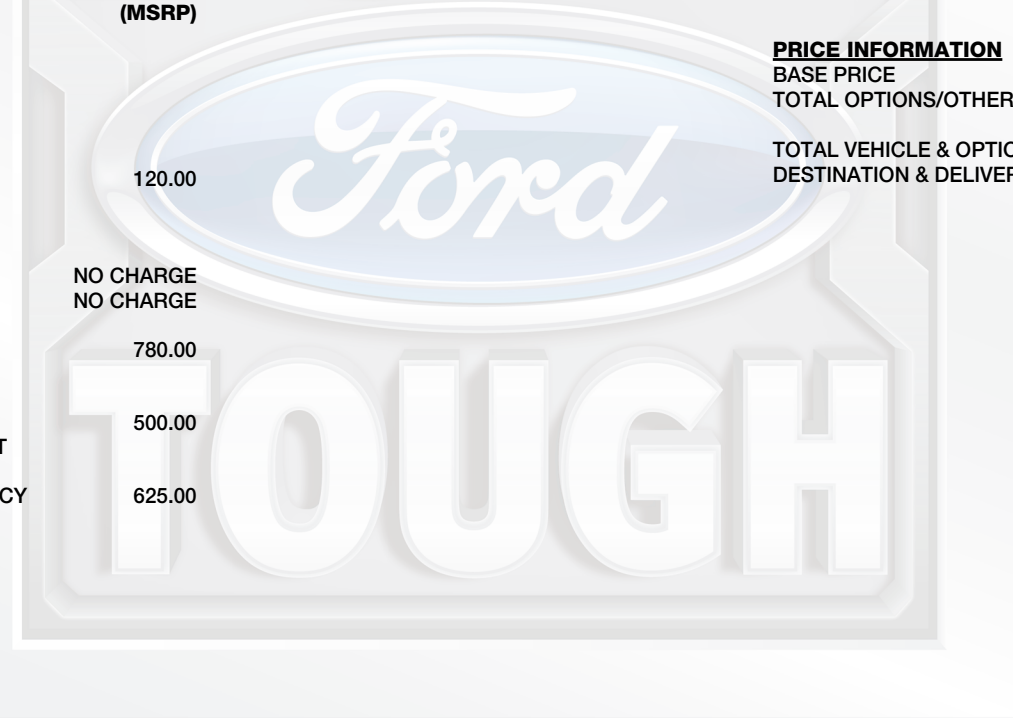 (MSRP)
120.00
NO CHARGE
NO CHARGE
780.00
500.00
T
CY 625.00
PRICE INFORMATION
BASE PRICE
TOTAL OPTIONS/OTHER
TOTAL VEHICLE & OPTIO
DESTINATION & DELIVER
Ford
TOUGH